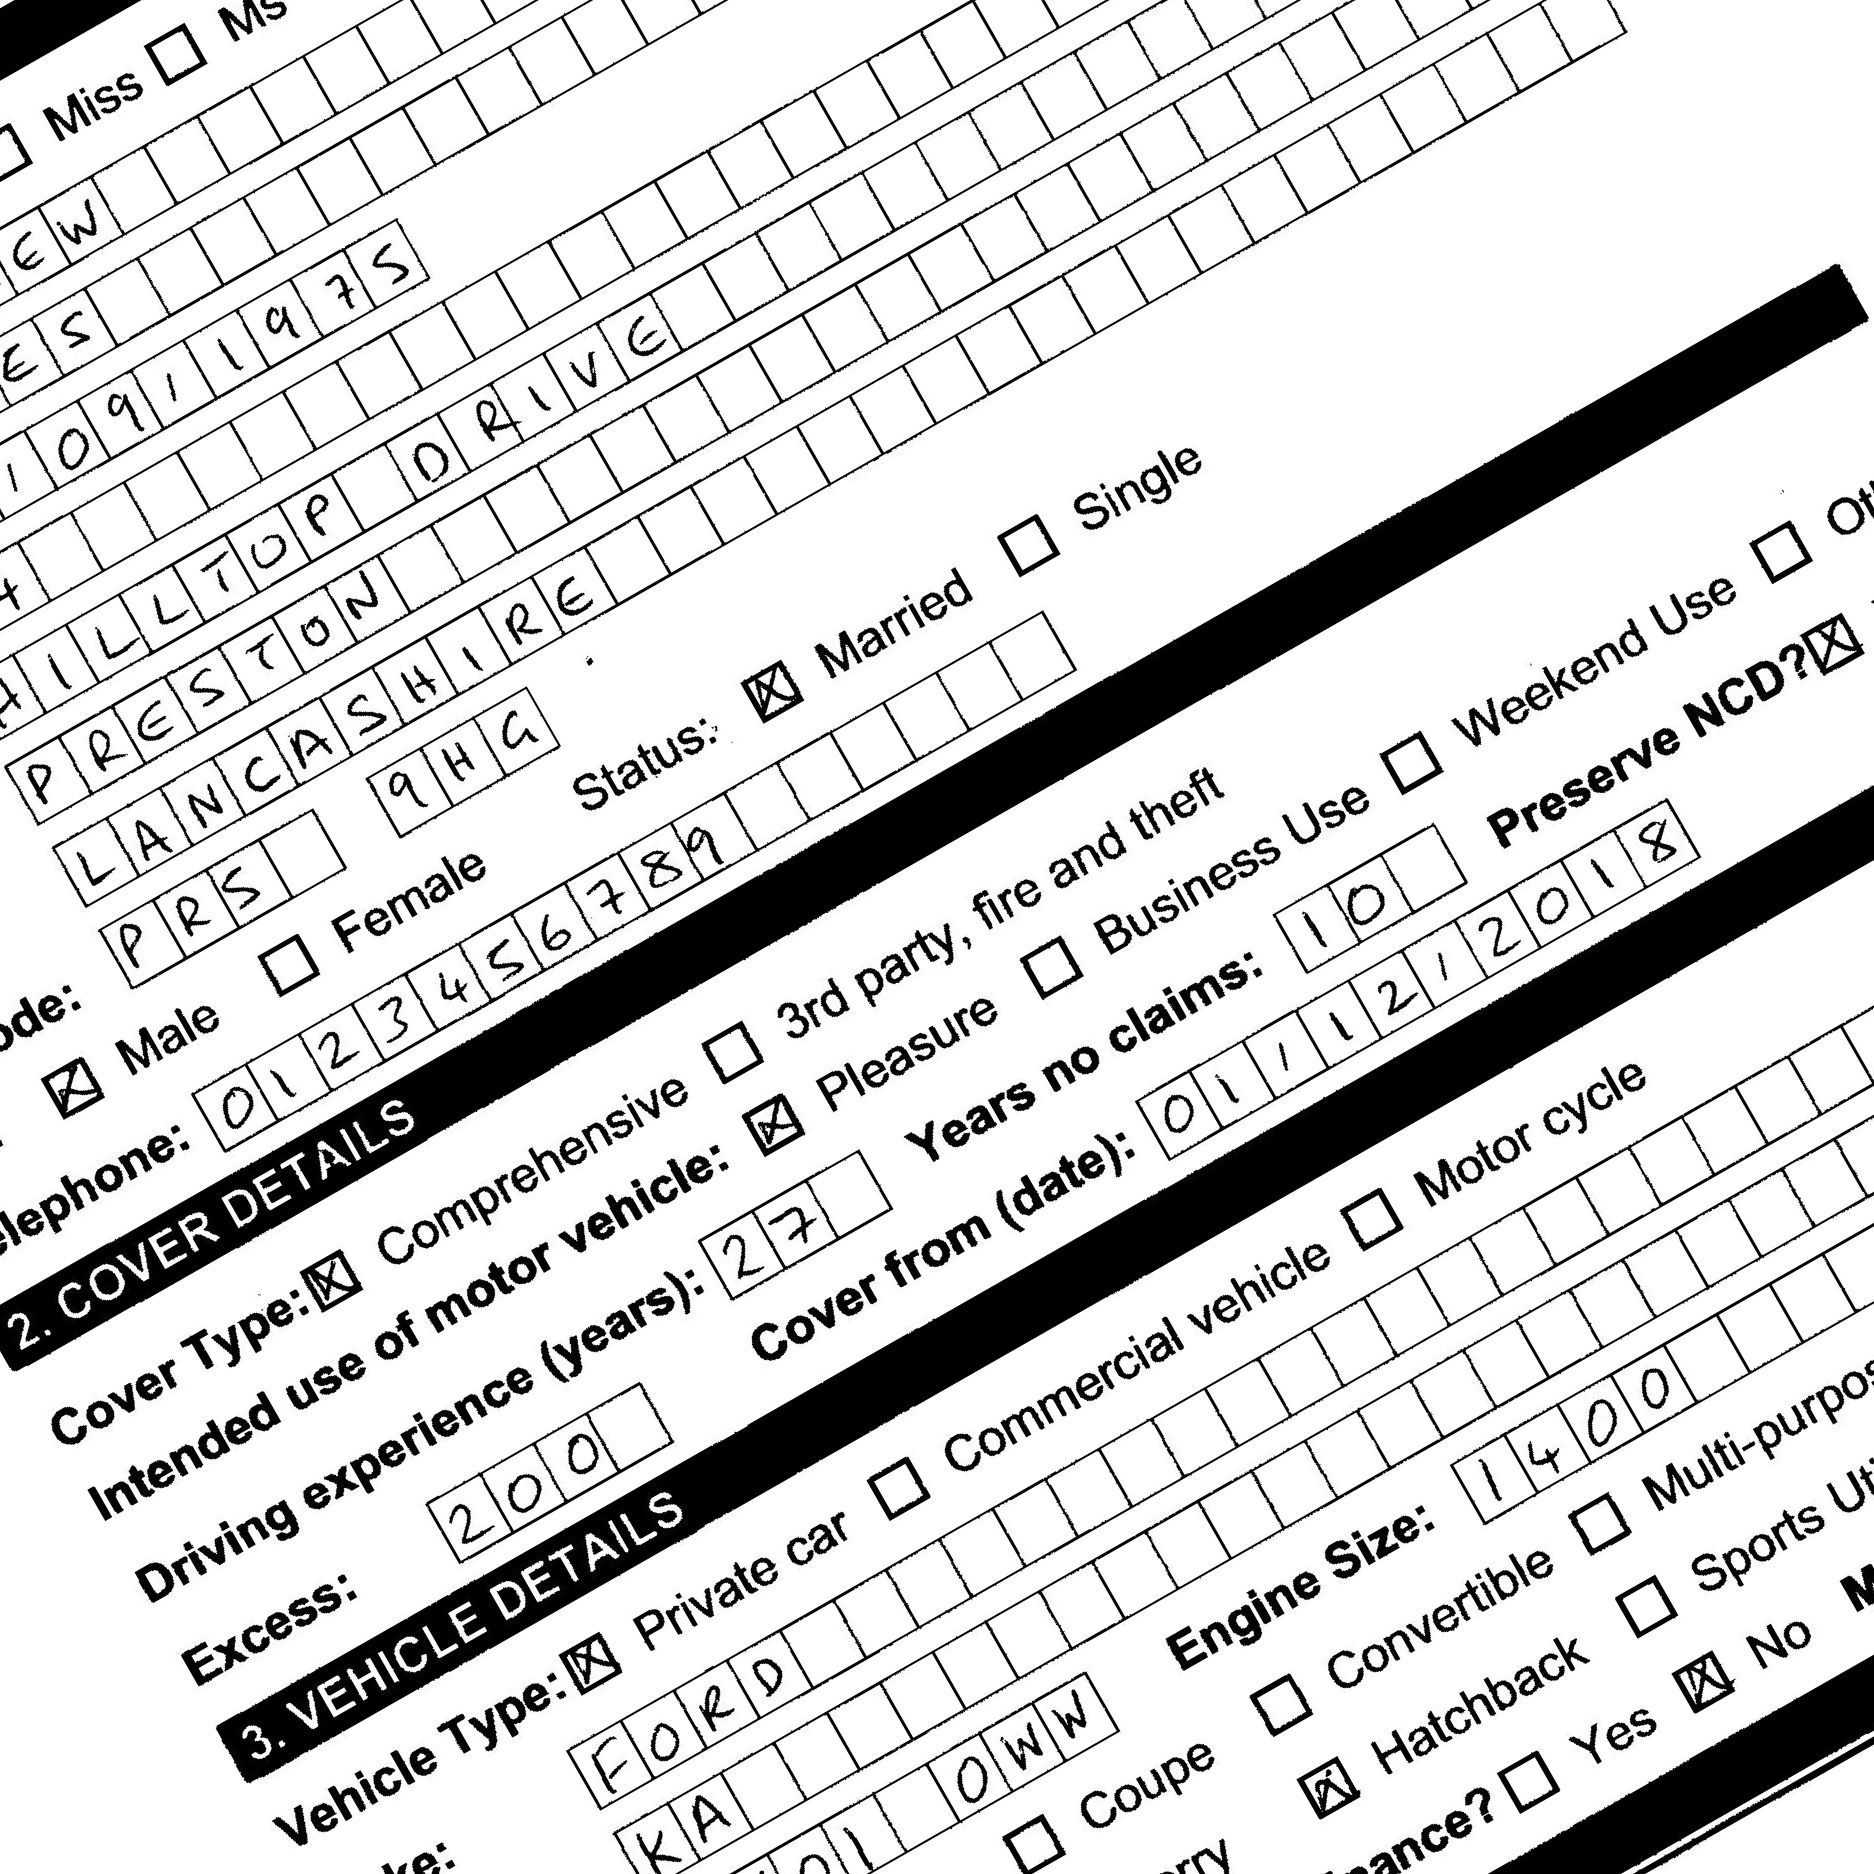 Miss ☐ Ms
EW
ES
/09/1975
4
HILLTOP DRIVE
PRESTON
LANCASHIRE
ode: PRS 9HG
☒ Male ☐ Female Status: ☒ Married ☐ Single
elephone: 0123456789
2. COVER DETAILS
Cover Type: ☒ Comprehensive ☐ 3rd party, fire and theft
Intended use of motor vehicle: ☒ Pleasure ☐ Business Use ☐ Weekend Use ☐ Ot
Driving experience (years): 27 Years no claims: 10 Preserve NCD? ☒
Excess: 200 Cover from (date): 01/12/2018
3. VEHICLE DETAILS
Vehicle Type: ☒ Private car ☐ Commercial vehicle ☐ Motor cycle
ke: FORD
KA
01 OWW Engine Size: 1400
☐ Coupe ☐ Convertible ☐ Multi-purpos
erry ☒ Hatchback ☐ Sports Uti
nance? ☐ Yes ☒ No M